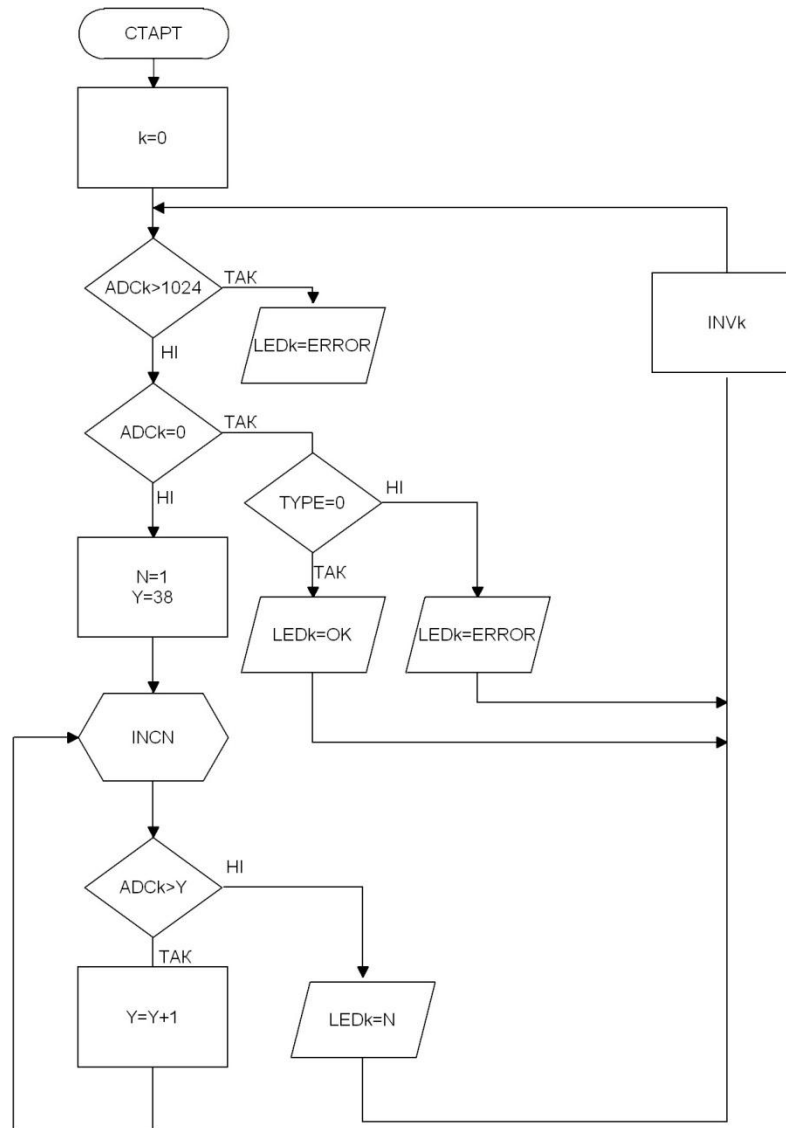 СТАРТ
k=0
ADCk>1024
ТАК
LEDk=ERROR
INVk
НІ
ADCk=0
ТАК
НІ
TYPE=0
НІ
ТАК
N=1
Y=38
LEDk=OK
LEDk=ERROR
INCN
ADCk>Y
НІ
ТАК
Y=Y+1
LEDk=N